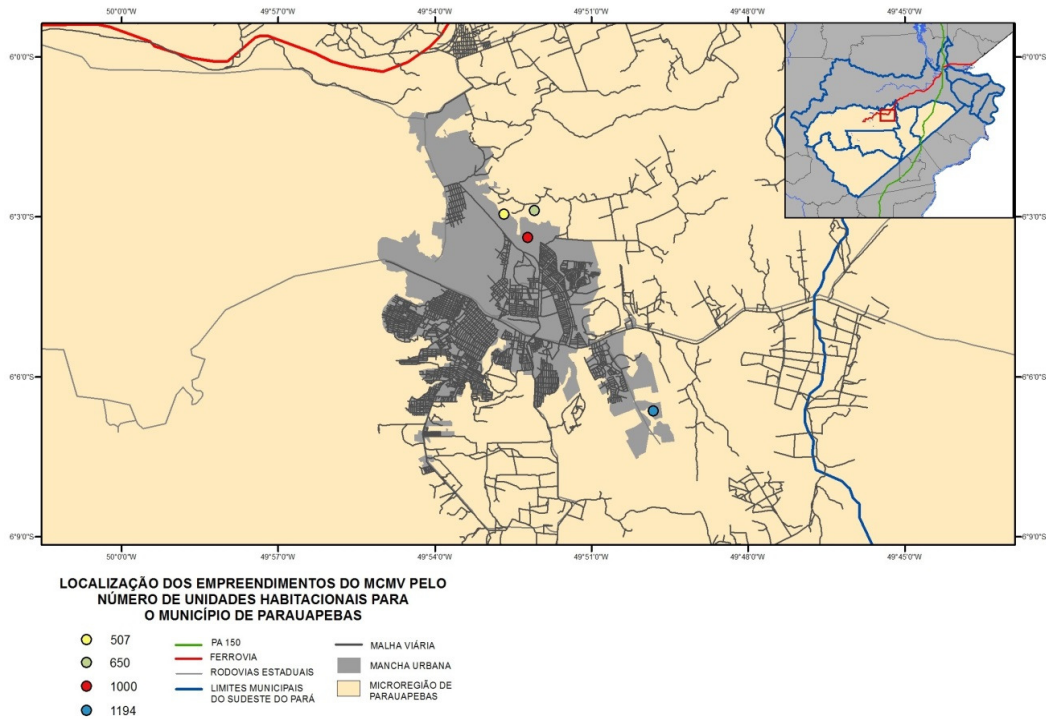 50°0'0"S
49°57'0"S
49°54'0"S
49°51'0"S
49°48'0"S
49°45'0"S
6°0'0"S
6°0'0"S
6°3'0"S
6°3'0"S
6°6'0"S
6°6'0"S
6°9'0"S
6°9'0"S
50°0'0"S
49°57'0"S
49°54'0"S
49°51'0"S
49°48'0"S
49°45'0"S
LOCALIZAÇÃO DOS EMPREENDIMENTOS DO MCMV PELO
NÚMERO DE UNIDADES HABITACIONAIS PARA
O MUNICÍPIO DE PARAUAPEBAS
507
650
1000
1194
PA 150
FERROVIA
RODOVIAS ESTADUAIS
LIMITES MUNICIPAIS
DO SUDESTE DO PARÁ
MALHA VIÁRIA
MANCHA URBANA
MICROREGIÃO DE
PARAUAPEBAS